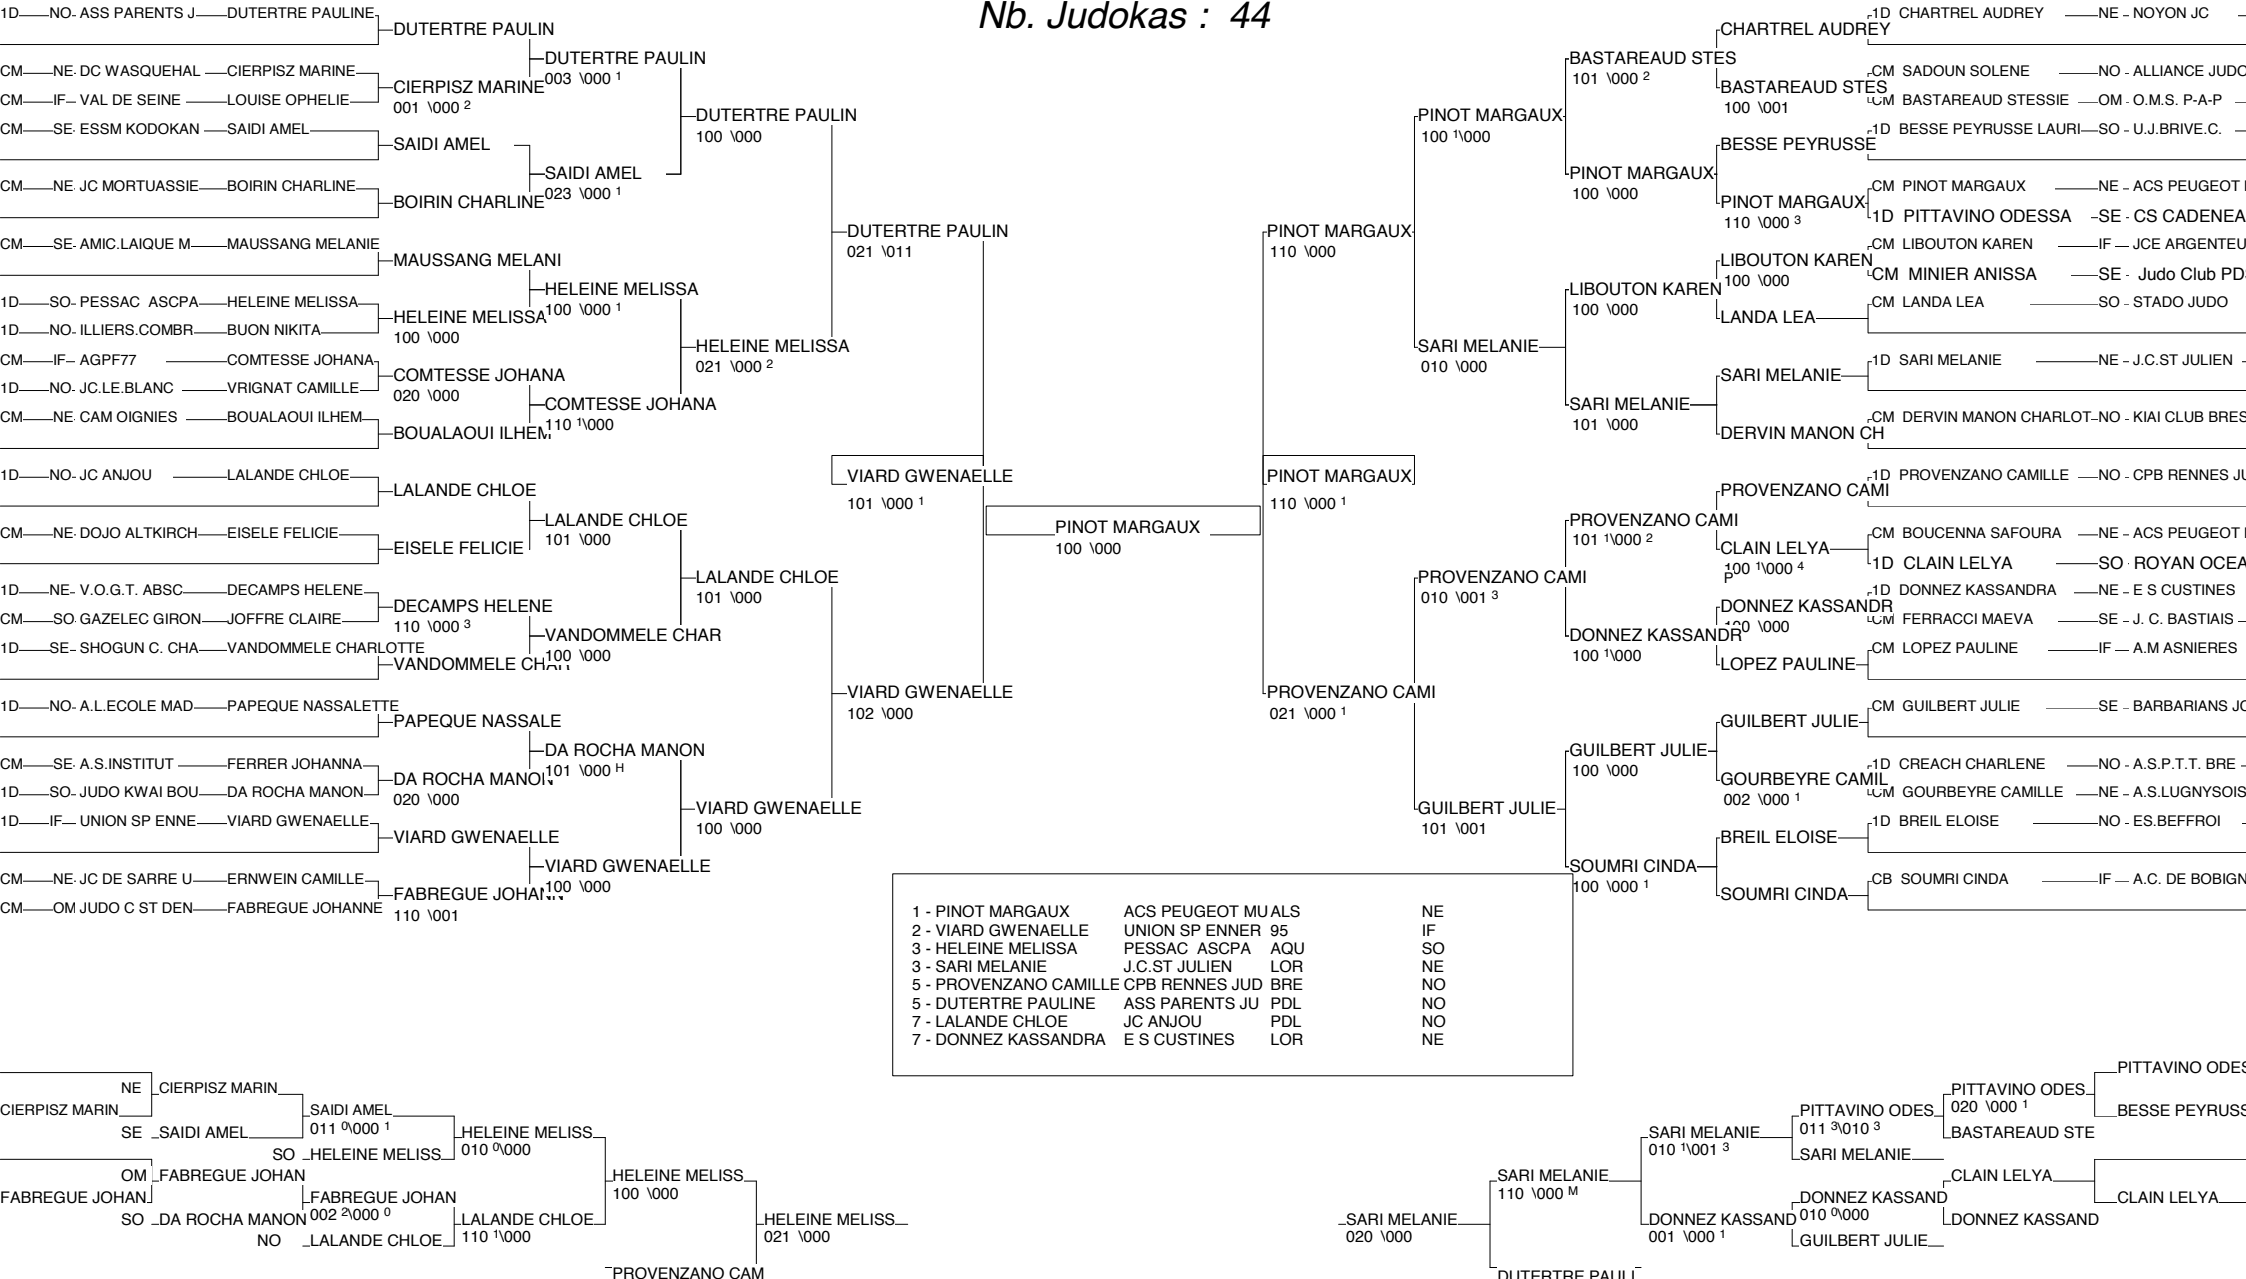 Nb. Judokas : 44
1D NO ASS PARENTS J DUTERTRE PAULINE
CM NE DC WASQUEHAL CIERPISZ MARINE
CM IF VAL DE SEINE LOUISE OPHELIE
CM SE ESSM KODOKAN SAIDI AMEL
CM NE JC MORTUASSIE BOIRIN CHARLINE
CM SE AMIC.LAIQUE M MAUSSANG MELANIE
1D SO PESSAC ASCPA HELEINE MELISSA
1D NO ILLIERS.COMBR BUON NIKITA
CM IF AGPF77 COMTESSE JOHANA
1D NO JC.LE.BLANC VRIGNAT CAMILLE
CM NE CAM OIGNIES BOUALAOUI ILHEM
1D NO JC ANJOU LALANDE CHLOE
CM NE DOJO ALTKIRCH EISELE FELICIE
1D NE V.O.G.T. ABSC DECAMPS HELENE
CM SO GAZELEC GIRON JOFFRE CLAIRE
1D SE SHOGUN C. CHA VANDOMMELE CHARLOTTE
1D NO A.L.ECOLE MAD PAPEQUE NASSALETTE
CM SE A.S.INSTITUT FERRER JOHANNA
1D SO JUDO KWAI BOU DA ROCHA MANON
1D IF UNION SP ENNE VIARD GWENAELLE
CM NE JC DE SARRE U ERNWEIN CAMILLE
CM OM JUDO C ST DEN FABREGUE JOHANNE
DUTERTRE PAULIN
CIERPISZ MARINE
001 \000 2
SAIDI AMEL
BOIRIN CHARLINE
MAUSSANG MELANI
HELEINE MELISSA
100 \000
COMTESSE JOHANA
020 \000
BOUALAOUI ILHEM
LALANDE CHLOE
EISELE FELICIE
DECAMPS HELENE
110 \000 3
VANDOMMELE CHAR
PAPEQUE NASSALE
DA ROCHA MANON
020 \000
VIARD GWENAELLE
FABREGUE JOHANN
110 \001
DUTERTRE PAULIN
003 \000 1
SAIDI AMEL
023 \000 1
HELEINE MELISSA
100 \000 1
COMTESSE JOHANA
110 1\000
LALANDE CHLOE
101 \000
VANDOMMELE CHAR
100 \000
DA ROCHA MANON
101 \000 H
VIARD GWENAELLE
100 \000
DUTERTRE PAULIN
100 \000
HELEINE MELISSA
021 \000 2
LALANDE CHLOE
101 \000
VIARD GWENAELLE
100 \000
DUTERTRE PAULIN
021 \011
VIARD GWENAELLE
101 \000 1
VIARD GWENAELLE
102 \000
PINOT MARGAUX
100 \000
PINOT MARGAUX
110 \000
PINOT MARGAUX
110 \000 1
PROVENZANO CAMI
021 \000 1
PINOT MARGAUX
100 1\000
SARI MELANIE
010 \000
PROVENZANO CAMI
010 \001 3
GUILBERT JULIE
101 \001
BASTAREAUD STES
101 \000 2
PINOT MARGAUX
100 \000
LIBOUTON KAREN
100 \000
SARI MELANIE
101 \000
PROVENZANO CAMI
101 1\000 2
DONNEZ KASSANDR
100 1\000
GUILBERT JULIE
100 \000
SOUMRI CINDA
100 \000 1
CHARTREL AUDREY
BASTAREAUD STES
100 \001
BESSE PEYRUSSE
PINOT MARGAUX
110 \000 3
LIBOUTON KAREN
100 \000
LANDA LEA
SARI MELANIE
DERVIN MANON CH
PROVENZANO CAMI
CLAIN LELYA
100 1\000 4
P
DONNEZ KASSANDR
100 \000
LOPEZ PAULINE
GUILBERT JULIE
GOURBEYRE CAMIL
002 \000 1
BREIL ELOISE
SOUMRI CINDA
1D CHARTREL AUDREY NE - NOYON JC
CM SADOUN SOLENE NO - ALLIANCE JUDO
CM BASTAREAUD STESSIE OM - O.M.S. P-A-P
1D BESSE PEYRUSSE LAURI SO - U.J.BRIVE.C.
CM PINOT MARGAUX NE - ACS PEUGEOT
1D PITTAVINO ODESSA SE - CS CADENEA
CM LIBOUTON KAREN IF - JCE ARGENTEU
CM MINIER ANISSA SE - Judo Club PD
CM LANDA LEA SO - STADO JUDO
1D SARI MELANIE NE - J.C.ST JULIEN
CM DERVIN MANON CHARLOT NO - KIAI CLUB BRES
1D PROVENZANO CAMILLE NO - CPB RENNES JU
CM BOUCENNA SAFOURA NE - ACS PEUGEOT
1D CLAIN LELYA SO - ROYAN OCEA
1D DONNEZ KASSANDRA NE - E S CUSTINES
CM FERRACCI MAEVA SE - J. C. BASTIAIS
CM LOPEZ PAULINE IF - A.M ASNIERES
CM GUILBERT JULIE SE - BARBARIANS JC
1D CREACH CHARLENE NO - A.S.P.T.T. BRE
CM GOURBEYRE CAMILLE NE - A.S.LUGNYSOIS
1D BREIL ELOISE NO - ES.BEFFROI
CB SOUMRI CINDA IF - A.C. DE BOBIGN
1 - PINOT MARGAUX ACS PEUGEOT MU ALS NE
2 - VIARD GWENAELLE UNION SP ENNER 95 IF
3 - HELEINE MELISSA PESSAC ASCPA AQU SO
3 - SARI MELANIE J.C.ST JULIEN LOR NE
5 - PROVENZANO CAMILLE CPB RENNES JUD BRE NO
5 - DUTERTRE PAULINE ASS PARENTS JU PDL NO
7 - LALANDE CHLOE JC ANJOU PDL NO
7 - DONNEZ KASSANDRA E S CUSTINES LOR NE
NE CIERPISZ MARIN
CIERPISZ MARIN
SE SAIDI AMEL
OM FABREGUE JOHAN
FABREGUE JOHAN
SO DA ROCHA MANON
SAIDI AMEL
011 0\000 1
SO HELEINE MELISS
FABREGUE JOHAN
002 2\000 0
NO LALANDE CHLOE
HELEINE MELISS
010 0\000
LALANDE CHLOE
110 1\000
HELEINE MELISS
100 \000
PROVENZANO CAM
HELEINE MELISS
021 \000
SARI MELANIE
020 \000
SARI MELANIE
110 \000 M
DUTERTRE PAULI
SARI MELANIE
010 1\001 3
DONNEZ KASSAND
001 \000 1
PITTAVINO ODES
011 3\010 3
SARI MELANIE
DONNEZ KASSAND
010 0\000
GUILBERT JULIE
PITTAVINO ODES
020 \000 1
BASTAREAUD STE
CLAIN LELYA
DONNEZ KASSAND
PITTAVINO ODES
BESSE PEYRUSS
CLAIN LELYA